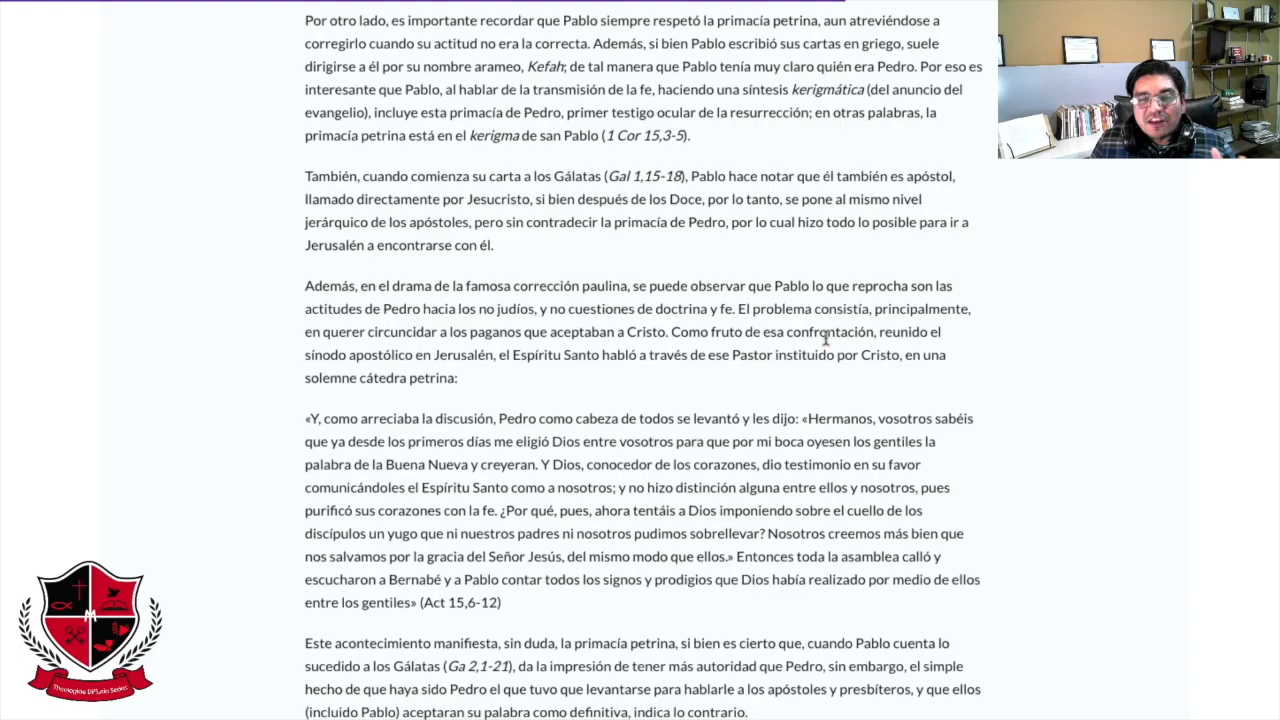 Por otro lado, es importante recordar que Pablo siempre respetó la primacía petrina, aun atreviéndose a
corregirlo cuando su actitud no era la correcta. Además, si bien Pablo escribió sus cartas en griego, suele
dirigirse a él por su nombre arameo, Kefah; de tal manera que Pablo tenía muy claro quién era Pedro. Por eso es
interesante que Pablo, al hablar de la transmisión de la fe, haciendo una síntesis kerigmática (del anuncio del
evangelio), incluye esta primacía de Pedro, primer testigo ocular de la resurrección; en otras palabras, la
primacía petrina está en el kerigma de san Pablo (1 Cor 15,3-5).
También, cuando comienza su carta a los Gálatas (Gal 1,15-18), Pablo hace notar que él también es apóstol,
llamado directamente por Jesucristo, si bien después de los Doce, por lo tanto, se pone al mismo nivel
jerárquico de los apóstoles, pero sin contradecir la primacía de Pedro, por lo cual hizo todo lo posible para ir a
Jerusalén a encontrarse con él.
Además, en el drama de la famosa corrección paulina, se puede observar que Pablo lo que reprocha son las
actitudes de Pedro hacia los no judíos, y no cuestiones de doctrina y fe. El problema consistía, principalmente,
en querer circuncidar a los paganos que aceptaban a Cristo. Como fruto de esa confrontación, reunido el
sínodo apostólico en Jerusalén, el Espíritu Santo habló a través de ese Pastor instituido por Cristo, en una
solemne cátedra petrina:
«Y, como arreciaba la discusión, Pedro como cabeza de todos se levantó y les dijo: «Hermanos, vosotros sabéis
que ya desde los primeros días me eligió Dios entre vosotros para que por mi boca oyesen los gentiles la
palabra de la Buena Nueva y creyeran. Y Dios, conocedor de los corazones, dio testimonio en su favor
comunicándoles el Espíritu Santo como a nosotros; y no hizo distinción alguna entre ellos y nosotros, pues
purificó sus corazones con la fe. ¿Por qué, pues, ahora tentáis a Dios imponiendo sobre el cuello de los
discípulos un yugo que ni nuestros padres ni nosotros pudimos sobrellevar? Nosotros creemos más bien que
nos salvamos por la gracia del Señor Jesús, del mismo modo que ellos.» Entonces toda la asamblea calló y
escucharon a Bernabé y a Pablo contar todos los signos y prodigios que Dios había realizado por medio de ellos
entre los gentiles» (Act 15,6-12)
Este acontecimiento manifiesta, sin duda, la primacía petrina, si bien es cierto que, cuando Pablo cuenta lo
sucedido a los Gálatas (Ga 2,1-21), da la impresión de tener más autoridad que Pedro, sin embargo, el simple
hecho de que haya sido Pedro el que tuvo que levantarse para hablarle a los apóstoles y presbíteros, y que ellos
(incluido Pablo) aceptaran su palabra como definitiva, indica lo contrario.